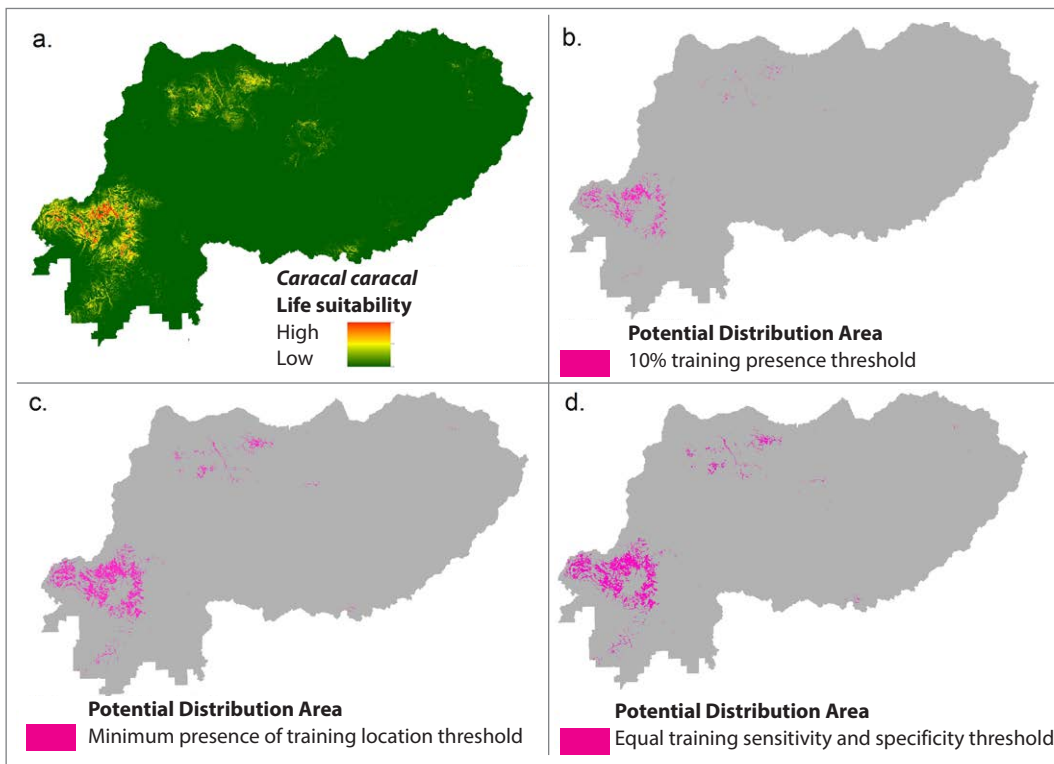 a.
Caracal caracal
Life suitability
High
Low
b.
Potential Distribution Area
10% training presence threshold
c.
Potential Distribution Area
Minimum presence of training location threshold
d.
Potential Distribution Area
Equal training sensitivity and specificity threshold